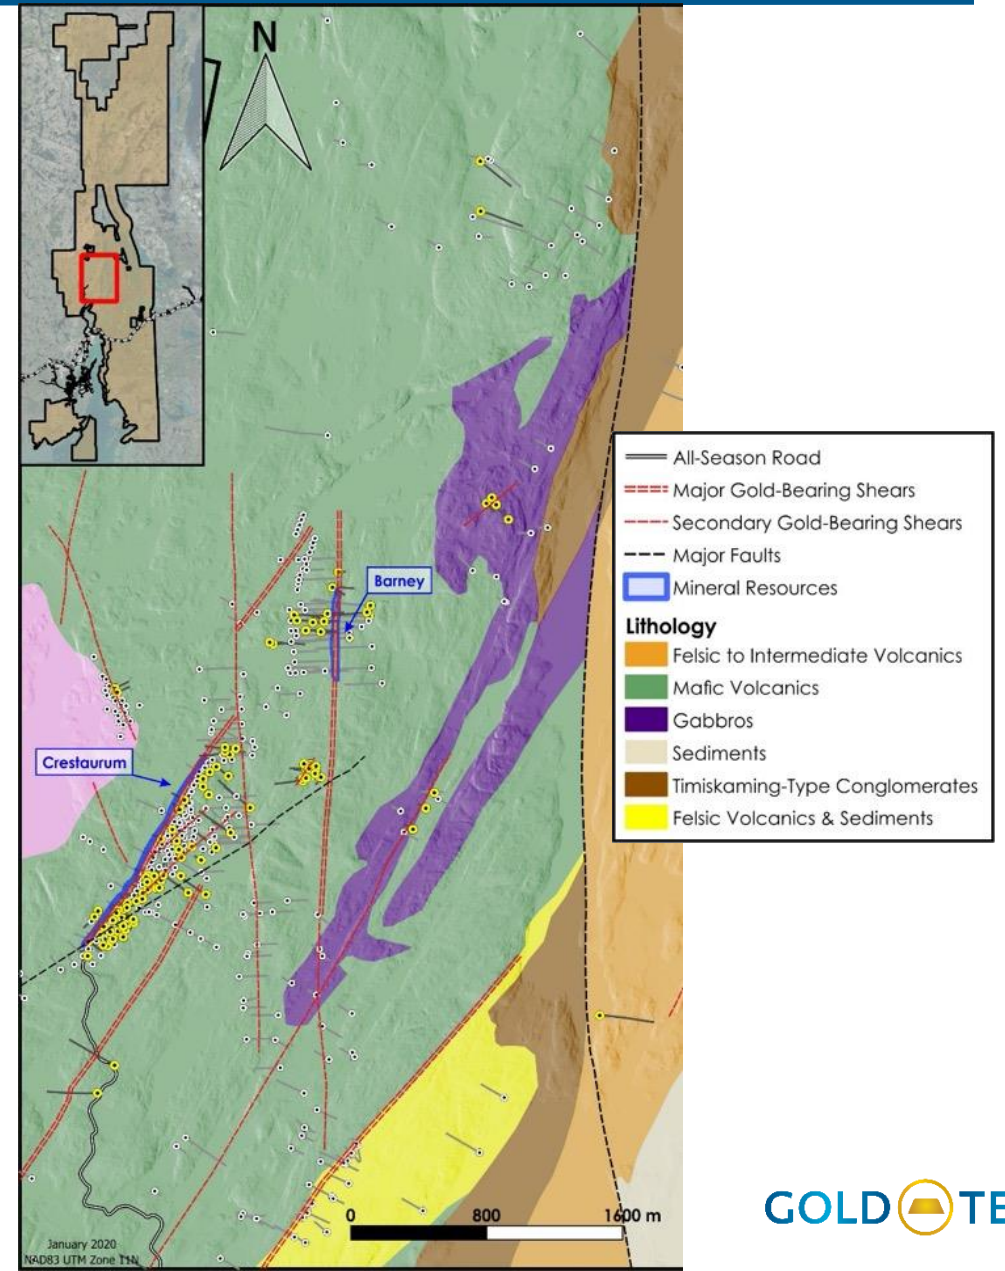 N
Barney
Crestaurum
All-Season Road
Major Gold-Bearing Shears
Secondary Gold-Bearing Shears
Major Faults
Mineral Resources
Lithology
Felsic to Intermediate Volcanics
Mafic Volcanics
Gabbros
Sediments
Timiskaming-Type Conglomerates
Felsic Volcanics & Sediments
0 800 1600 m
January 2020
NAD83 UTM Zone 11N
GOLD TE